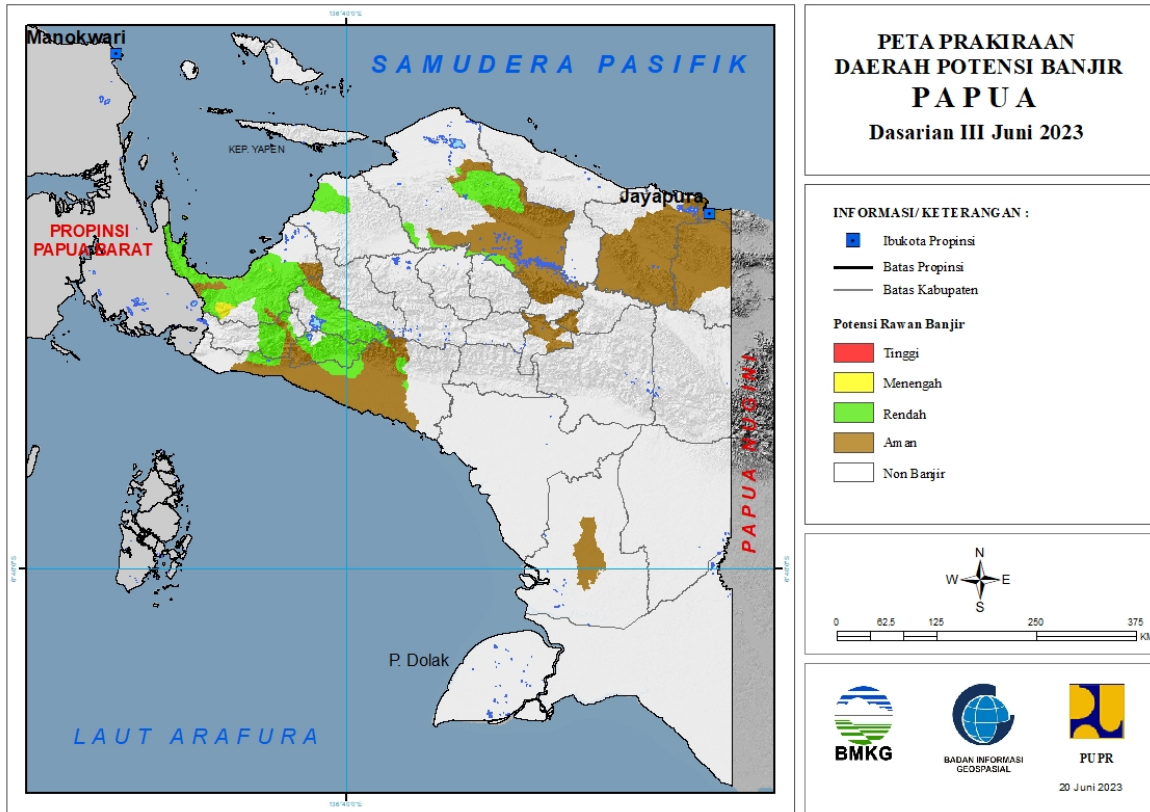 Manokwari
SAMUDERA PASIFIK
KEP. YAPEN
Jayapura
PROPINSI
PAPUA BARAT
PAPUA NUGINI
P. Dolak
LAUT ARAFURA
PETA PRAKIRAAN
DAERAH POTENSI BANJIR
PAPUA
Dasarian III Juni 2023
INFORMASI/ KETERANGAN :
Ibukota Propinsi
Batas Propinsi
Batas Kabupaten
Potensi Rawan Banjir
Tinggi
Menengah
Rendah
Aman
Non Banjir
N
W E
S
0 62.5 125 250 375
KM
BMKG
BADAN INFORMASI
GEOSPASIAL
PUPR
20 Juni 2023